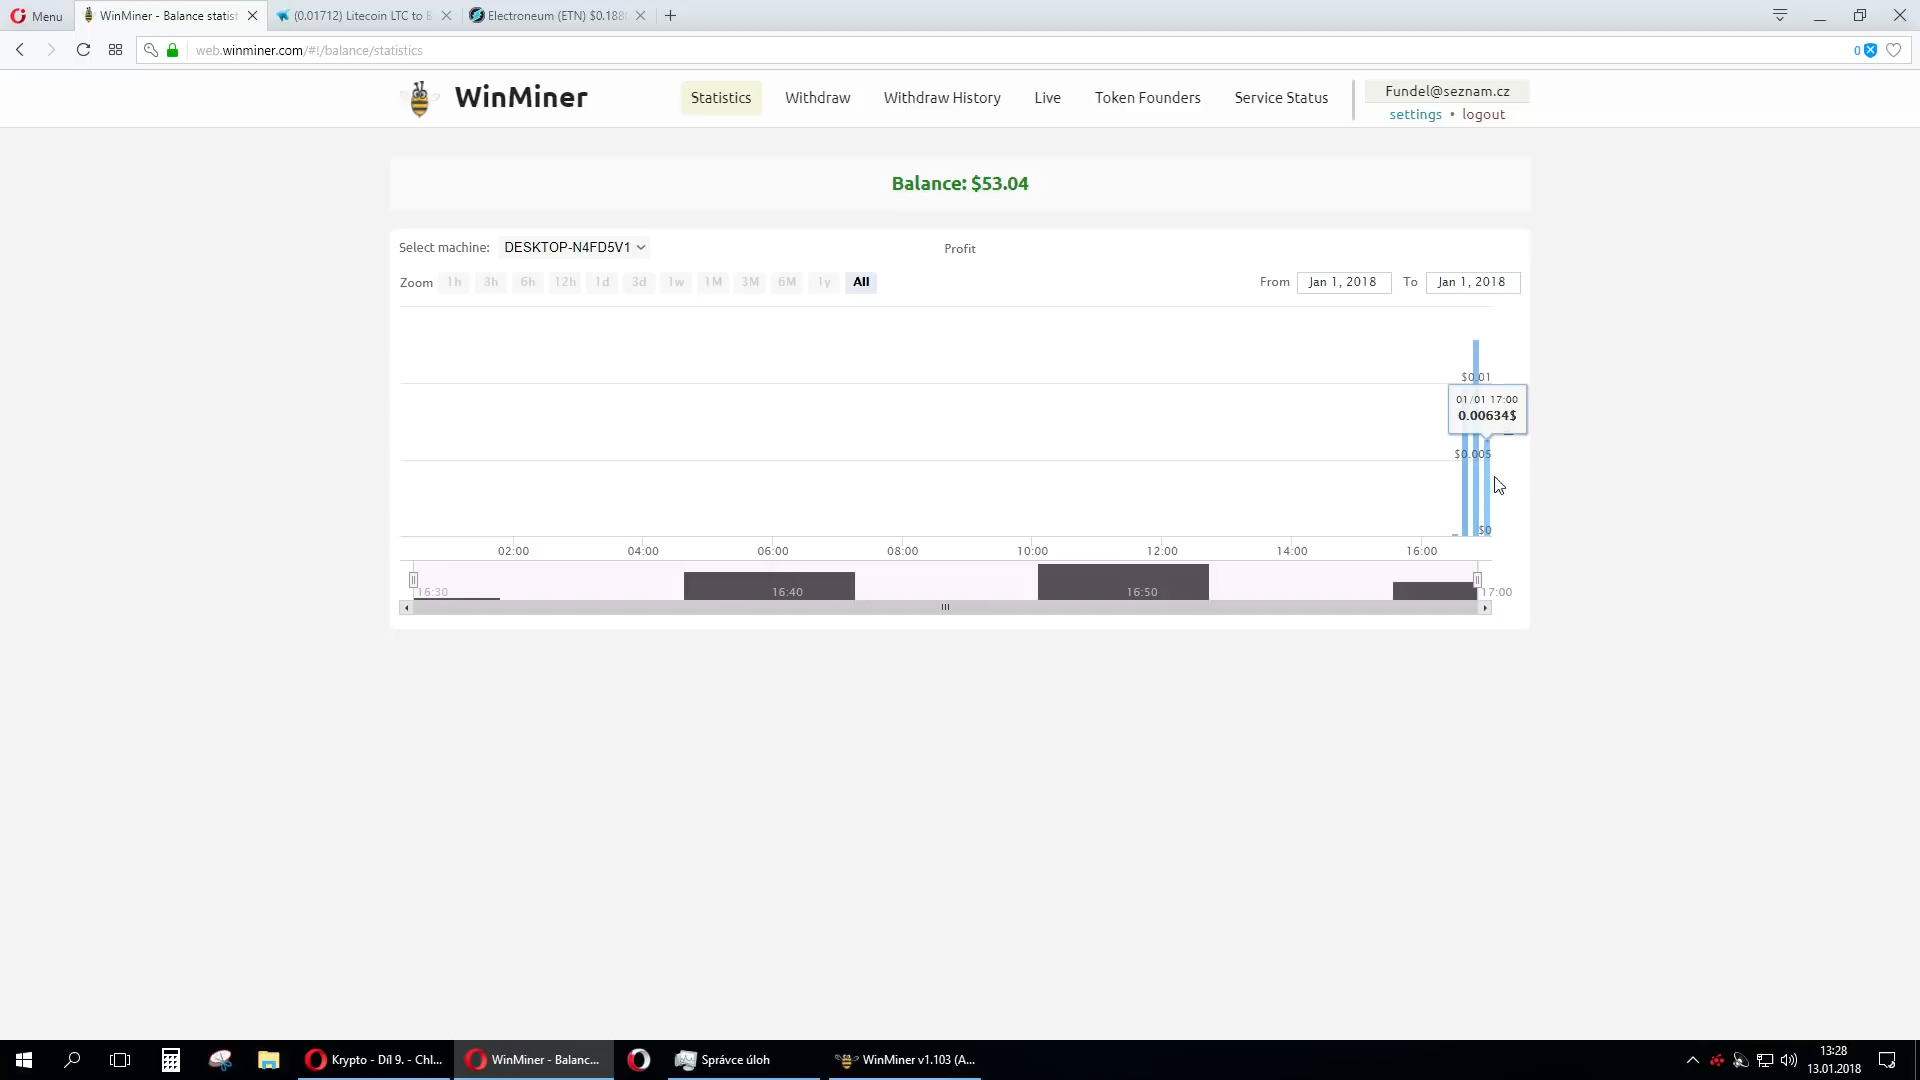 Menu
WinMiner - Balance statist
(0.01712) Litecoin LTC to B
Electroneum (ETN) $0.188
web.winminer.com/#!/balance/statistics
0
WinMiner
Statistics
Withdraw
Withdraw History
Live
Token Founders
Service Status
Fundel@seznam.cz
settings • logout
Balance: $53.04
Select machine: DESKTOP-N4FD5V1
Profit
Zoom 1h 3h 6h 12h 1d 3d 1w 1M 3M 6M 1y All
From Jan 1, 2018 To Jan 1, 2018
$0.01
01/01 17:00
0.00634$
$0.005
$0
02:00 04:00 06:00 08:00 10:00 12:00 14:00 16:00
16:30 16:40 16:50 17:00
Krypto - Díl 9. - Chl...
WinMiner - Balanc...
Správce úloh
WinMiner v1.103 (A...
13:28
13.01.2018